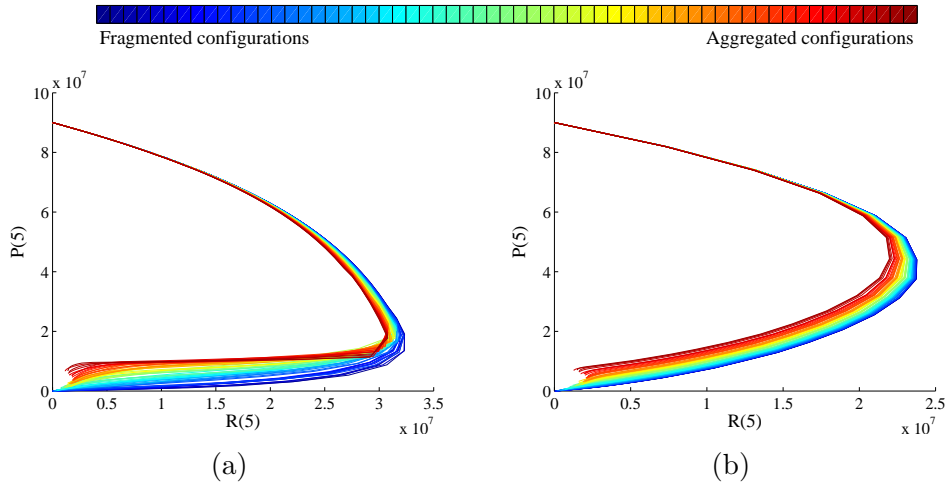 Fragmented configurations Aggregated configurations
x 10^7 x 10^7
10 10
8 8
6 6
P(5) P(5)
4 4
2 2
0 0
0 0.5 1 1.5 2 2.5 3 3.5 0 0.5 1 1.5 2 2.5
R(5) R(5)
x 10^7 x 10^7
(a) (b)